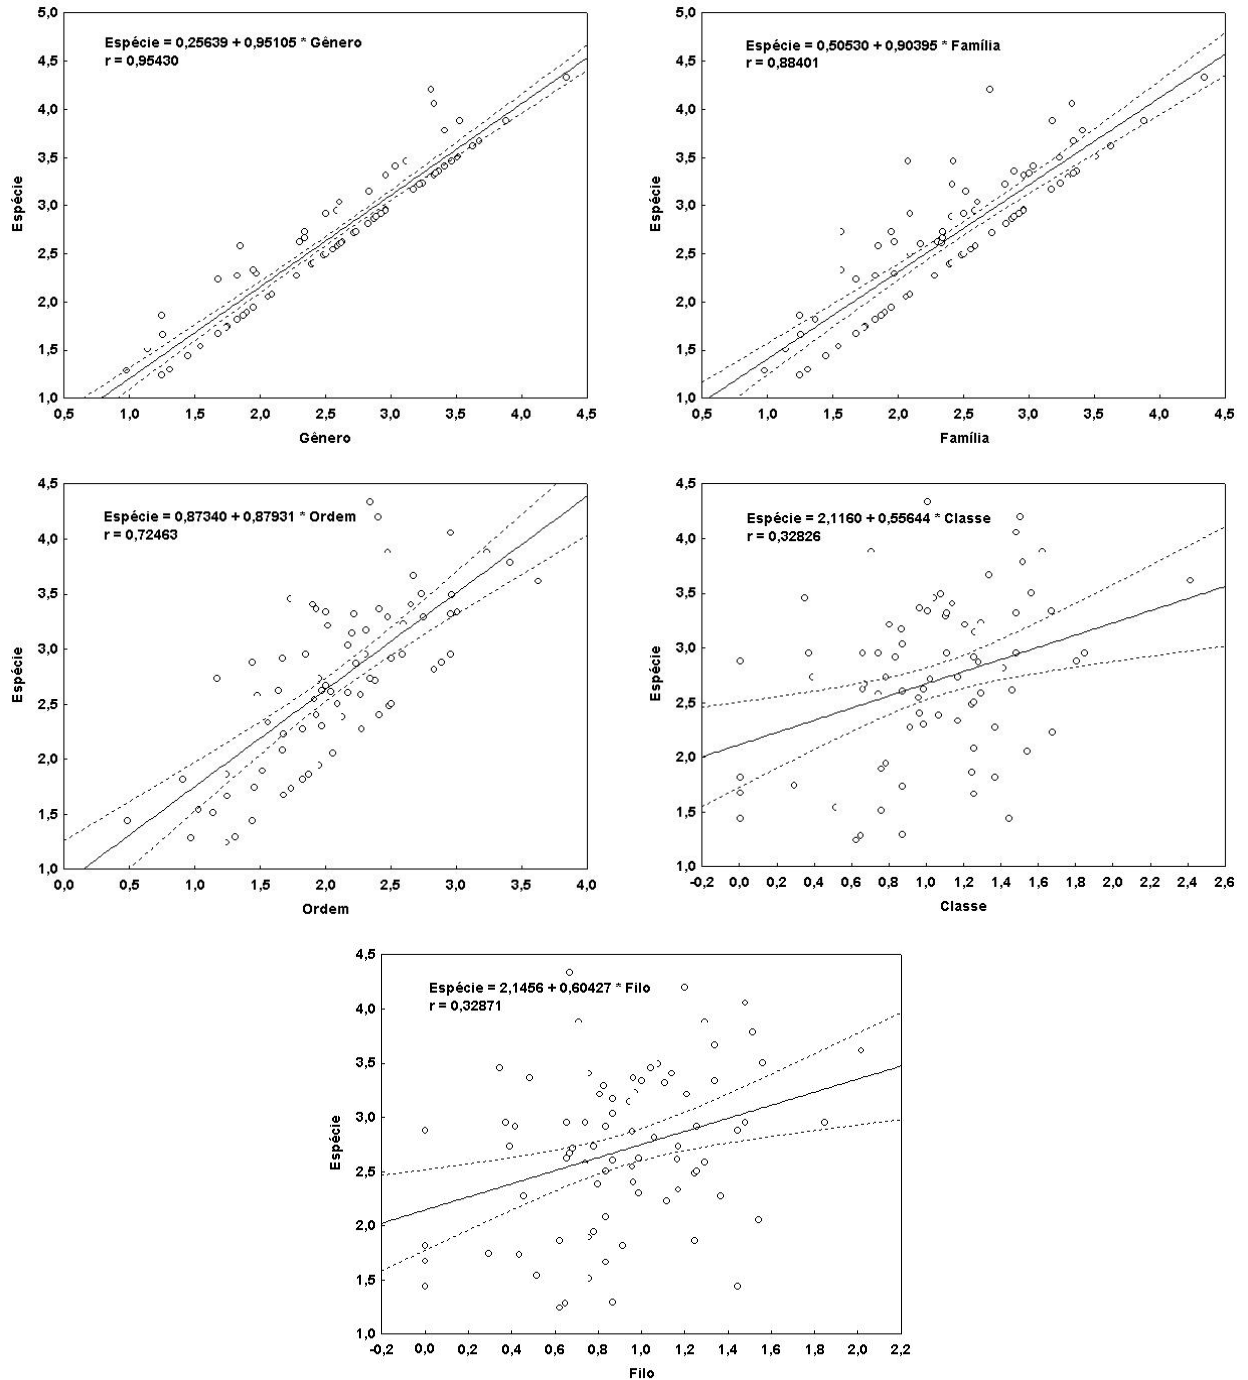 5,0
4,5
4,0
3,5
3,0
2,5
2,0
1,5
1,0
Espécie
Espécie = 0,25639 + 0,95105 * Gênero
r = 0,95430
0,5 1,0 1,5 2,0 2,5 3,0 3,5 4,0 4,5
Gênero
5,0
4,5
4,0
3,5
3,0
2,5
2,0
1,5
1,0
Espécie
Espécie = 0,50530 + 0,90395 * Família
r = 0,88401
0,5 1,0 1,5 2,0 2,5 3,0 3,5 4,0 4,5
Família
4,5
4,0
3,5
3,0
2,5
2,0
1,5
1,0
Espécie
Espécie = 0,87340 + 0,87931 * Ordem
r = 0,72463
0,0 0,5 1,0 1,5 2,0 2,5 3,0 3,5 4,0
Ordem
4,5
4,0
3,5
3,0
2,5
2,0
1,5
1,0
Espécie
Espécie = 2,1160 + 0,55644 * Classe
r = 0,32826
-0,2 0,0 0,2 0,4 0,6 0,8 1,0 1,2 1,4 1,6 1,8 2,0 2,2 2,4 2,6
Classe
4,5
4,0
3,5
3,0
2,5
2,0
1,5
1,0
Espécie
Espécie = 2,1456 + 0,60427 * Filo
r = 0,32871
-0,2 0,0 0,2 0,4 0,6 0,8 1,0 1,2 1,4 1,6 1,8 2,0 2,2
Filo